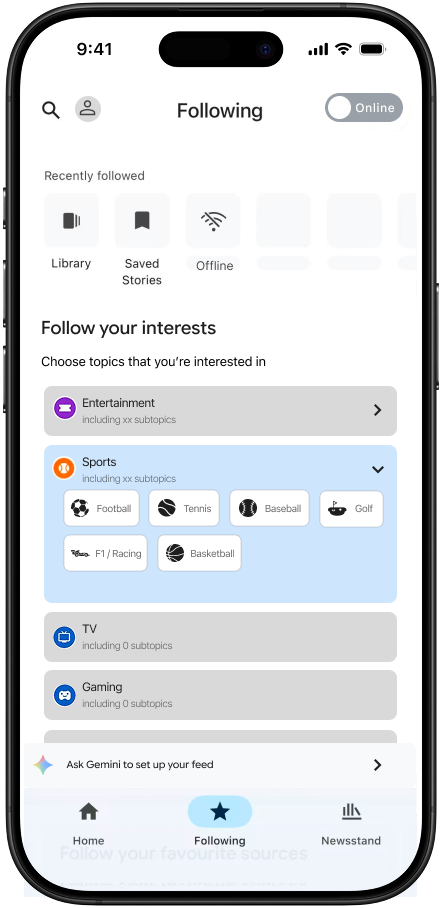 9:41
Following
Online
Recently followed
Library
Saved
Stories
Offline
Follow your interests
Choose topics that you're interested in
Entertainment
including xx subtopics
Sports
including xx subtopics
Football
Tennis
Baseball
Golf
F1 / Racing
Basketball
TV
including 0 subtopics
Gaming
including 0 subtopics
Ask Gemini to set up your feed
Home
Following
Newsstand
Follow your favourite sources